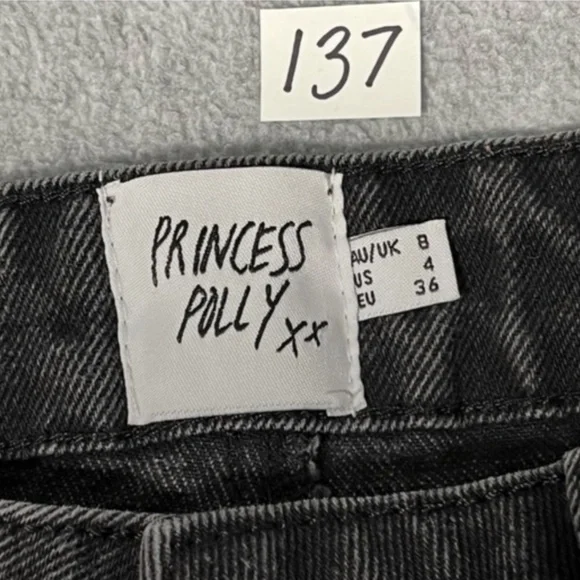 137
PRINCESS
POLLY xx
AU/UK 8
US 4
EU 36